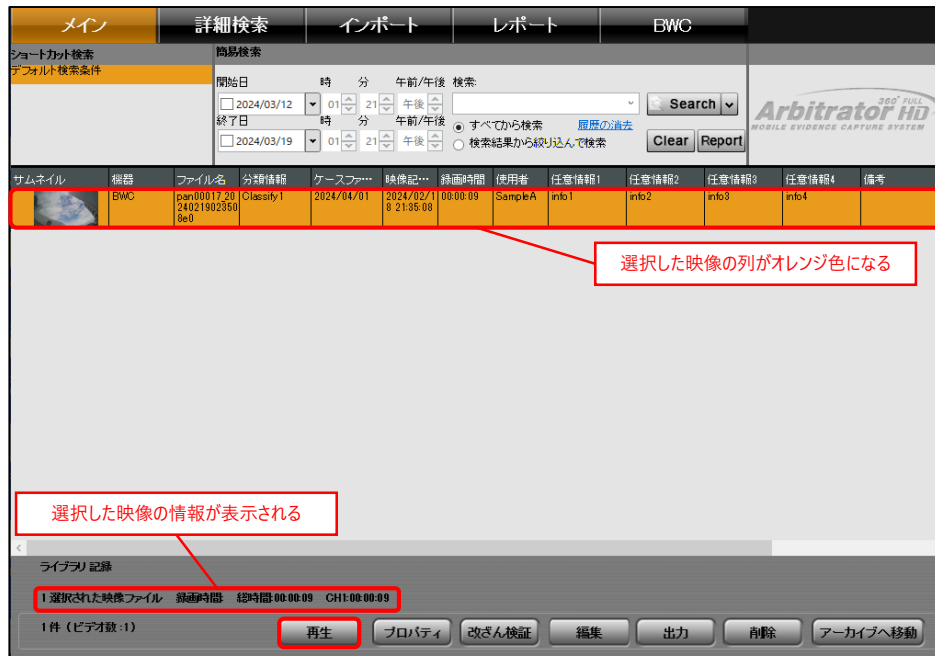 メイン 詳細検索 インポート レポート BWC
ショートカット検索 簡易検索
デフォルト検索条件
開始日 時 分 午前/午後 検索:
2024/03/12 01 21 午後 Search
終了日 時 分 午前/午後 すべてから検索 履歴の消去
2024/03/19 01 21 午後 検索結果から絞り込んで検索 Clear Report
360° FULL
Arbitrator HD
MOBILE EVIDENCE CAPTURE SYSTEM
サムネイル 機器 ファイル名 分類情報 ケースファ… 映像記… 録画時間 使用者 任意情報1 任意情報2 任意情報3 任意情報4 備考
BWC pan00017_20 Classify1 2024/04/01 2024/02/1 00:00:09 SampleA info1 info2 info3 info4
24021902350 8 21:35:08
8e0
選択した映像の列がオレンジ色になる
選択した映像の情報が表示される
ライブラリ 記録
1 選択された映像ファイル 録画時間: 総時間:00:00:09 CH1:00:00:09
1件 (ビデオ数:1) 再生 プロパティ 改ざん検証 編集 出力 削除 アーカイブへ移動